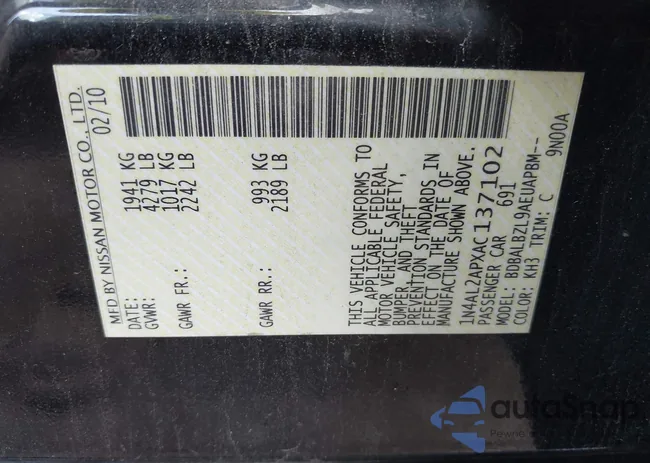 MFD BY NISSAN MOTOR CO., LTD.
02/10
DATE:
GVWR: 1941 KG
4279 LB
GAWR FR.: 1017 KG
2242 LB
GAWR RR.: 993 KG
2189 LB
THIS VEHICLE CONFORMS TO
ALL APPLICABLE FEDERAL
MOTOR VEHICLE SAFETY,
BUMPER, AND THEFT
PREVENTION STANDARDS IN
EFFECT ON THE DATE OF
MANUFACTURE SHOWN ABOVE.
1N4AL2APXAC137102
PASSENGER CAR 691
MODEL: BDBALBZL9AEUAPBM--
COLOR: KH3 TRIM: C 9N00A
autoSnap